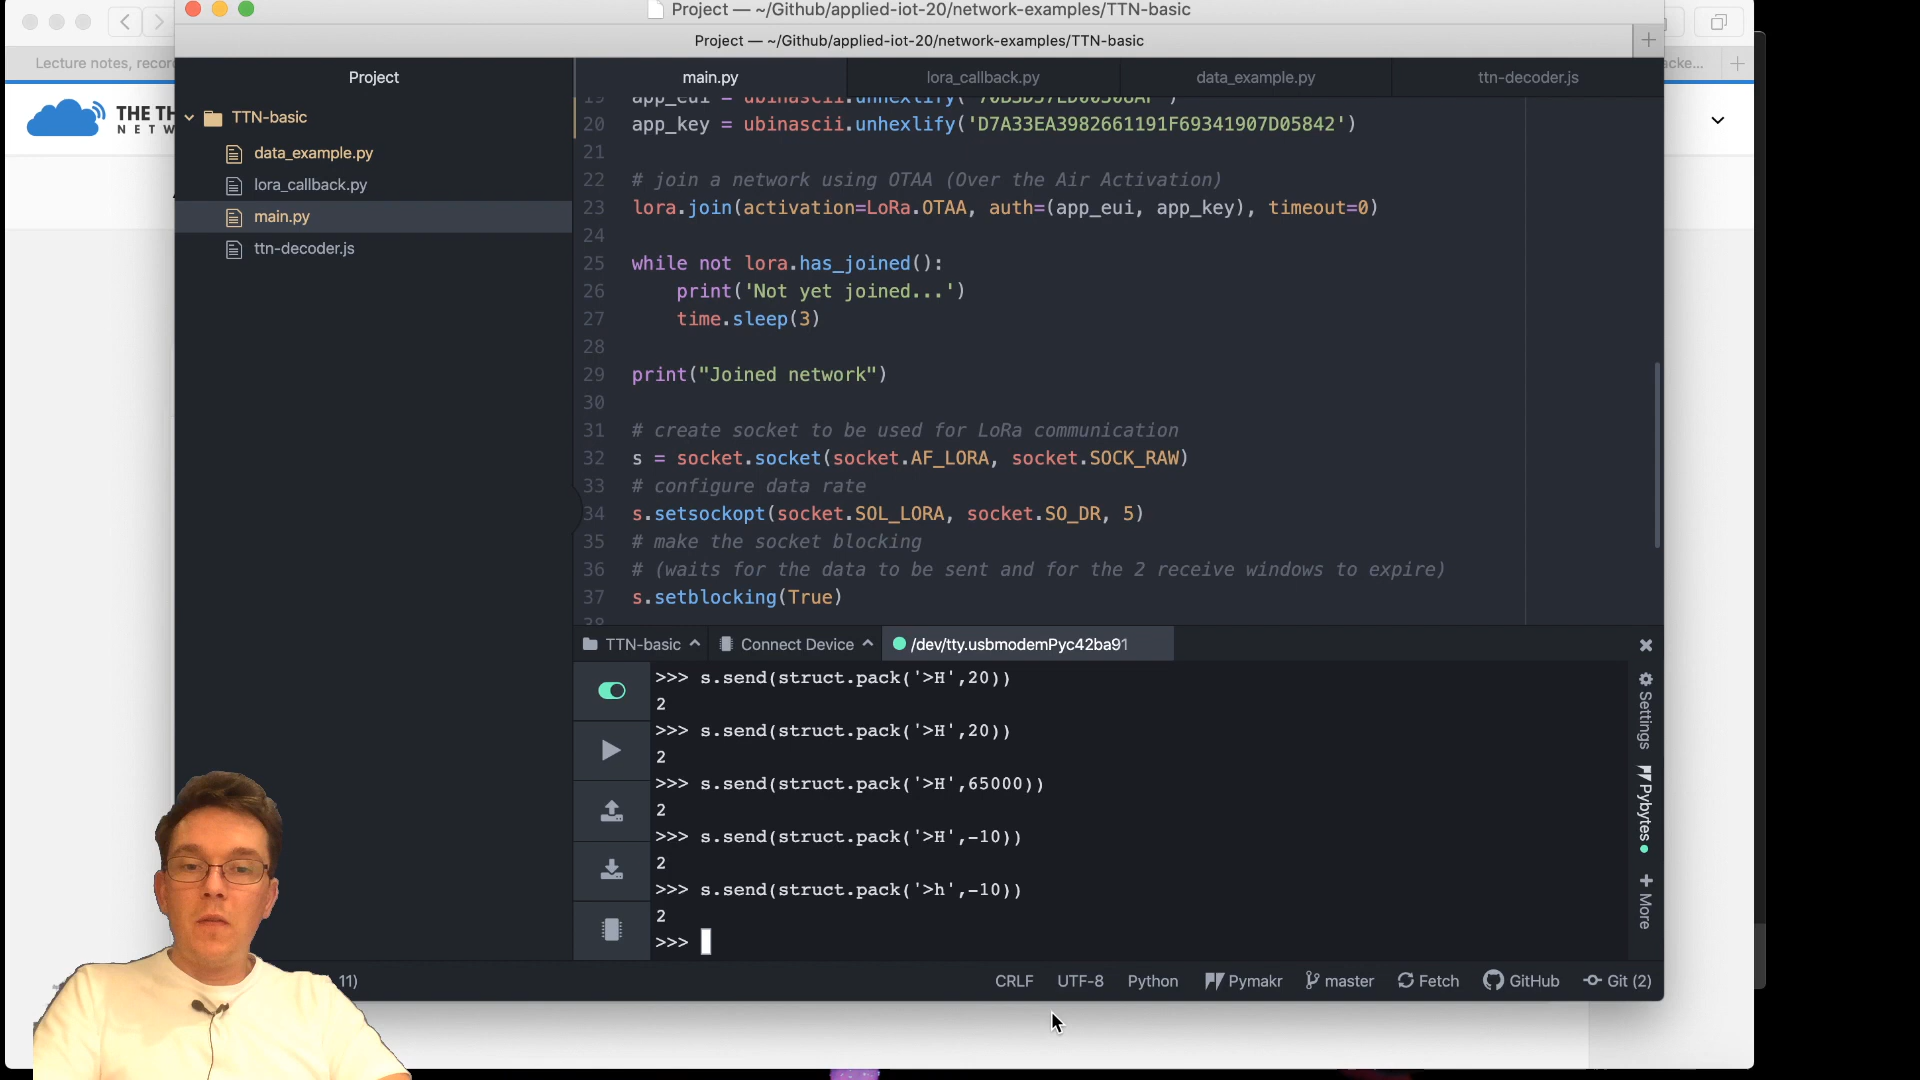 Project — ~/Github/applied-iot-20/network-examples/TTN-basic
Project — ~/Github/applied-iot-20/network-examples/TTN-basic
Lecture notes, recor
acke...
THE TH
NETW
Project
TTN-basic
data_example.py
lora_callback.py
main.py
ttn-decoder.js
main.py
lora_callback.py
data_example.py
ttn-decoder.js
19 app_eui = ubinascii.unhexlify('70B3D57ED00308AF')
20 app_key = ubinascii.unhexlify('D7A33EA3982661191F69341907D05842')
21
22 # join a network using OTAA (Over the Air Activation)
23 lora.join(activation=LoRa.OTAA, auth=(app_eui, app_key), timeout=0)
24
25 while not lora.has_joined():
26 print('Not yet joined...')
27 time.sleep(3)
28
29 print("Joined network")
30
31 # create socket to be used for LoRa communication
32 s = socket.socket(socket.AF_LORA, socket.SOCK_RAW)
33 # configure data rate
34 s.setsockopt(socket.SOL_LORA, socket.SO_DR, 5)
35 # make the socket blocking
36 # (waits for the data to be sent and for the 2 receive windows to expire)
37 s.setblocking(True)
38
TTN-basic
Connect Device
/dev/tty.usbmodemPyc42ba91
>>> s.send(struct.pack('>H',20))
2
>>> s.send(struct.pack('>H',20))
2
>>> s.send(struct.pack('>H',65000))
2
>>> s.send(struct.pack('>H',-10))
2
>>> s.send(struct.pack('>h',-10))
2
>>>
Settings
Pybytes
More
11)
CRLF
UTF-8
Python
Pymakr
master
Fetch
GitHub
Git (2)